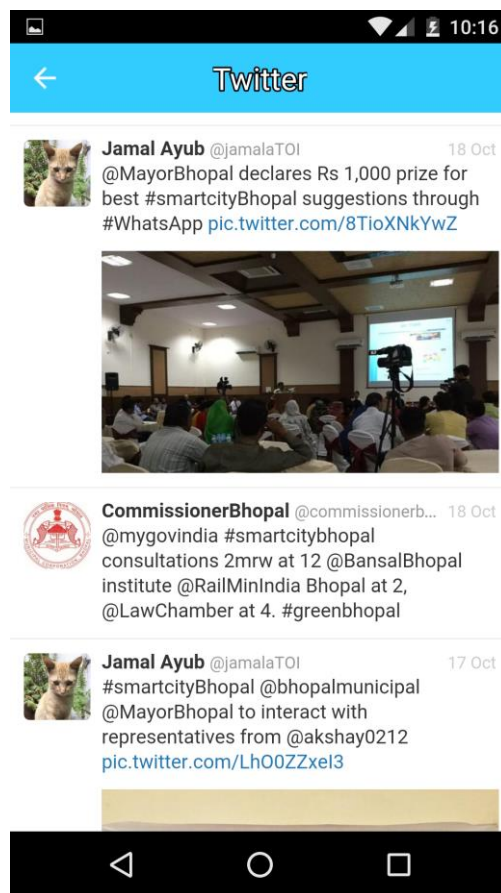 10:16
Twitter
Jamal Ayub @jamalaTOI 18 Oct
@MayorBhopal declares Rs 1,000 prize for
best #smartcityBhopal suggestions through
#WhatsApp pic.twitter.com/8TioXNkYwZ
CommissionerBhopal @commissionerb... 18 Oct
@mygovindia #smartcitybhopal
consultations 2mrw at 12 @BansalBhopal
institute @RailMinIndia Bhopal at 2,
@LawChamber at 4. #greenbhopal
Jamal Ayub @jamalaTOI 17 Oct
#smartcityBhopal @bhopalmunicipal
@MayorBhopal to interact with
representatives from @akshay0212
pic.twitter.com/LhO0ZZxeI3